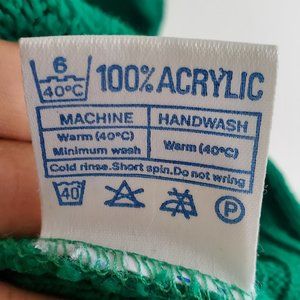 6
40°C
100% ACRYLIC
MACHINE
HANDWASH
Warm (40°C)
Minimum wash
Warm (40°C)
Cold rinse. Short spin. Do not wring
40
P